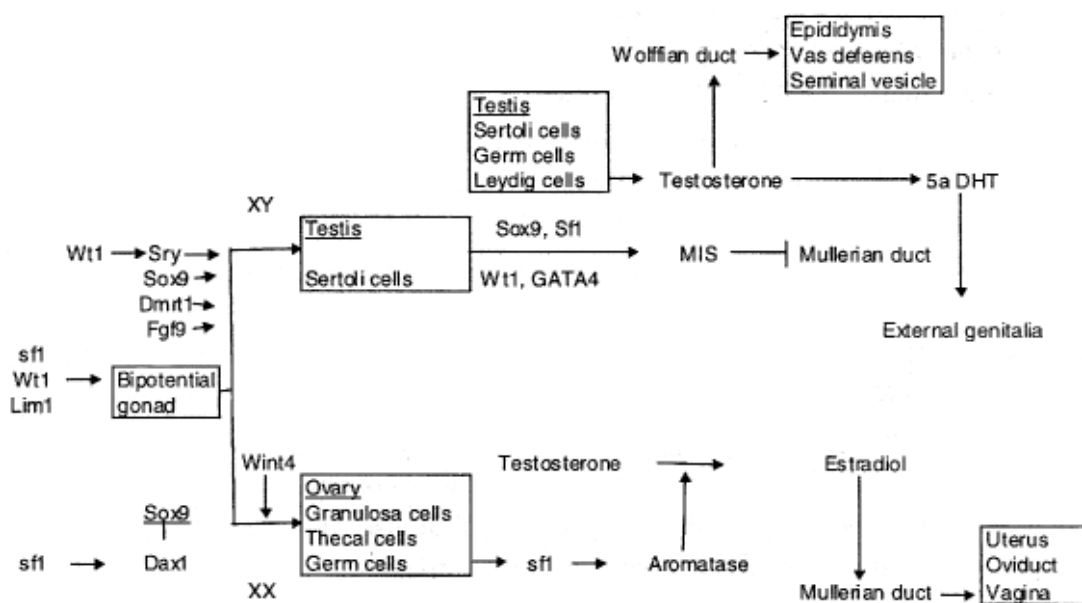 Epididymis
Wolffian duct
Vas deferens
Seminal vesicle
Testis
Sertoli cells
Germ cells
Leydig cells
Testosterone
5a DHT
XY
Testis
Sox9, Sf1
Wt1
Sry
MIS
Mullerian duct
Sox9
Sertoli cells
Wt1, GATA4
Dmrt1
Fgf9
External genitalia
sf1
Wt1
Lim1
Bipotential
gonad
Wint4
Testosterone
Estradiol
Ovary
Granulosa cells
Thecal cells
Germ cells
Sox9
sf1
Dax1
sf1
Aromatase
XX
Mullerian duct
Uterus
Oviduct
Vagina